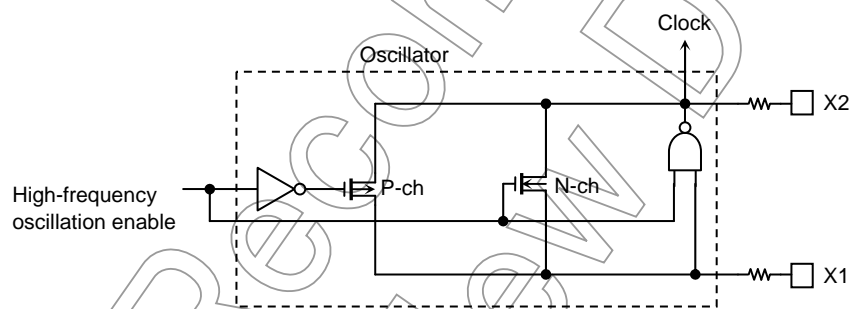 Clock
Oscillator
X2
P-ch
N-ch
High-frequency
oscillation enable
X1